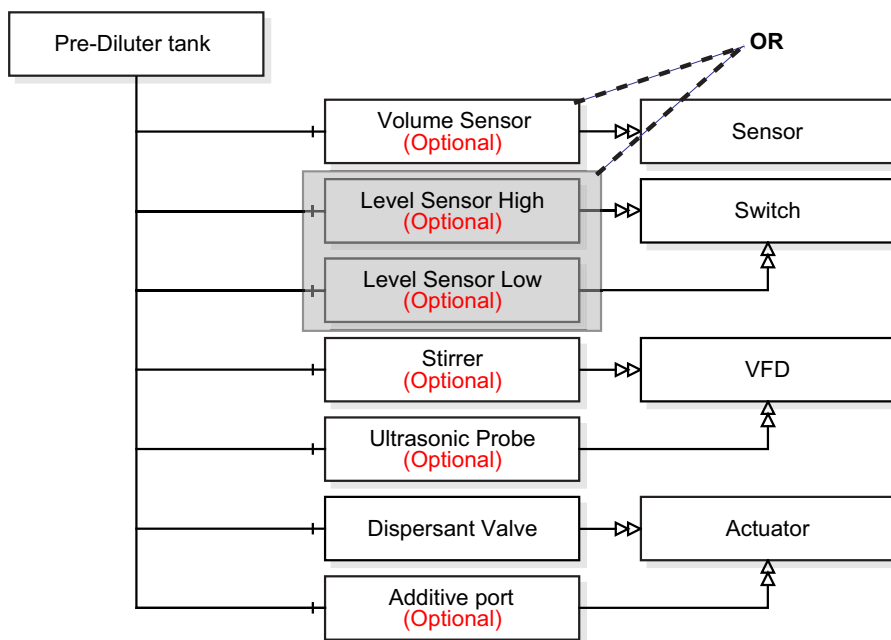 Pre-Diluter tank
OR
Volume Sensor
(Optional)
Sensor
Level Sensor High
(Optional)
Switch
Level Sensor Low
(Optional)
Stirrer
(Optional)
VFD
Ultrasonic Probe
(Optional)
Dispersant Valve
Actuator
Additive port
(Optional)